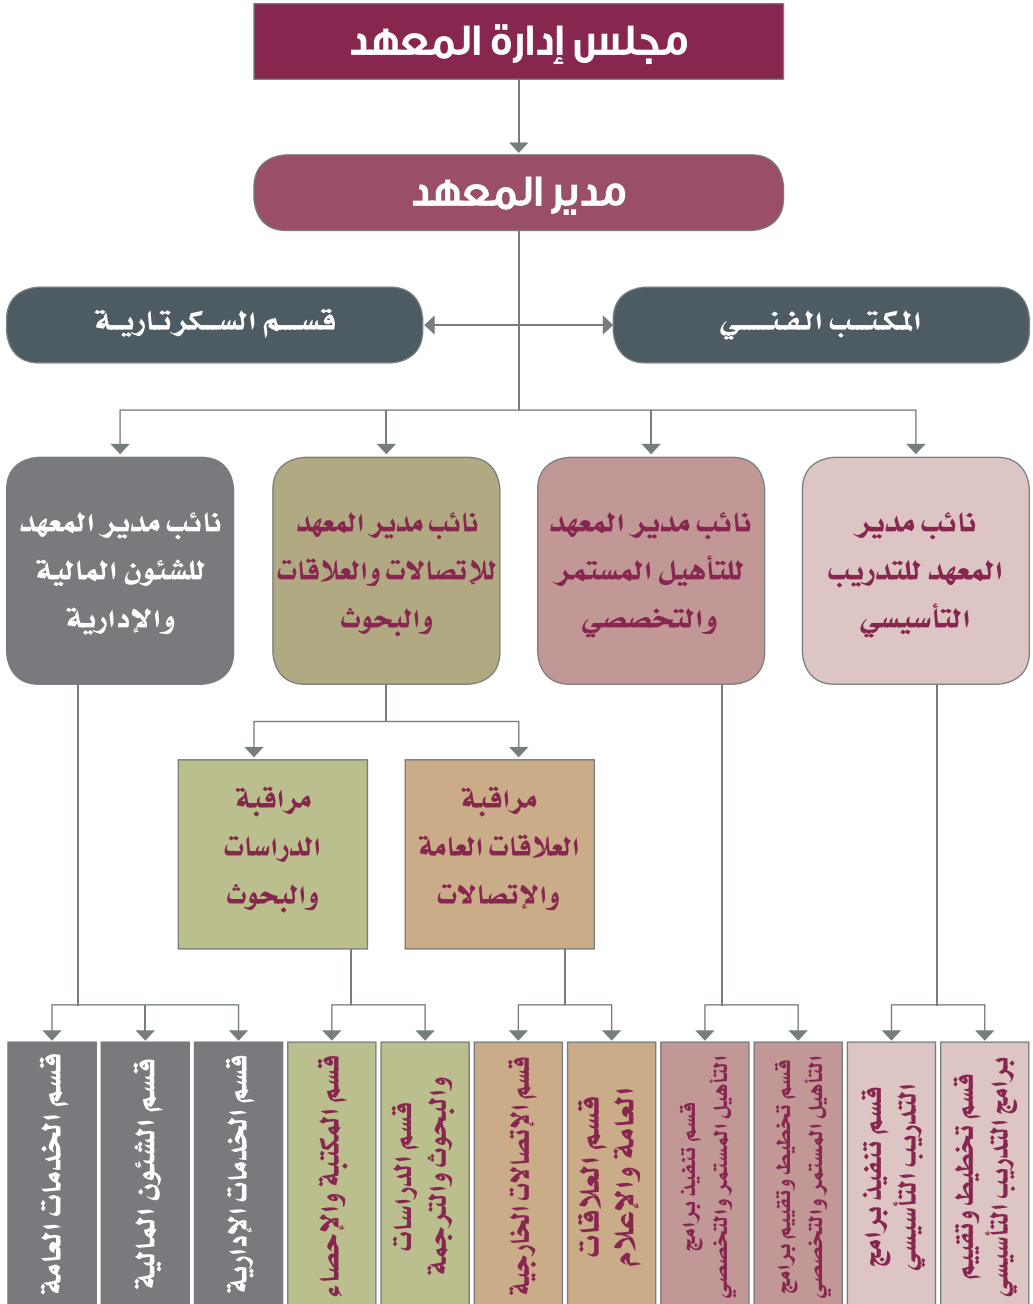 مجلس إدارة المعهد
مدير المعهد
المكتب الفني
قسم السكرتارية
نائب مدير
المعهد للتدريب
التأسيسي
نائب مدير المعهد
للتأهيل المستمر
والتخصصي
نائب مدير المعهد
للإتصالات والعلاقات
والبحوث
نائب مدير المعهد
للشئون المالية
والإدارية
مراقبة
العلاقات العامة
والإتصالات
مراقبة
الدراسات
والبحوث
قسم تخطيط وتقييم
برامج التدريب التأسيسي
قسم تنفيذ برامج
التدريب التأسيسي
قسم تخطيط وتقييم برامج
التأهيل المستمر والتخصصي
قسم تنفيذ برامج
التأهيل المستمر والتخصصي
قسم العلاقات
العامة والإعلام
قسم الإتصالات الخارجية
قسم الدراسات
والبحوث والترجمة
قسم المكتبة والإحصاء
قسم الخدمات الإدارية
قسم الشئون المالية
قسم الخدمات العامة